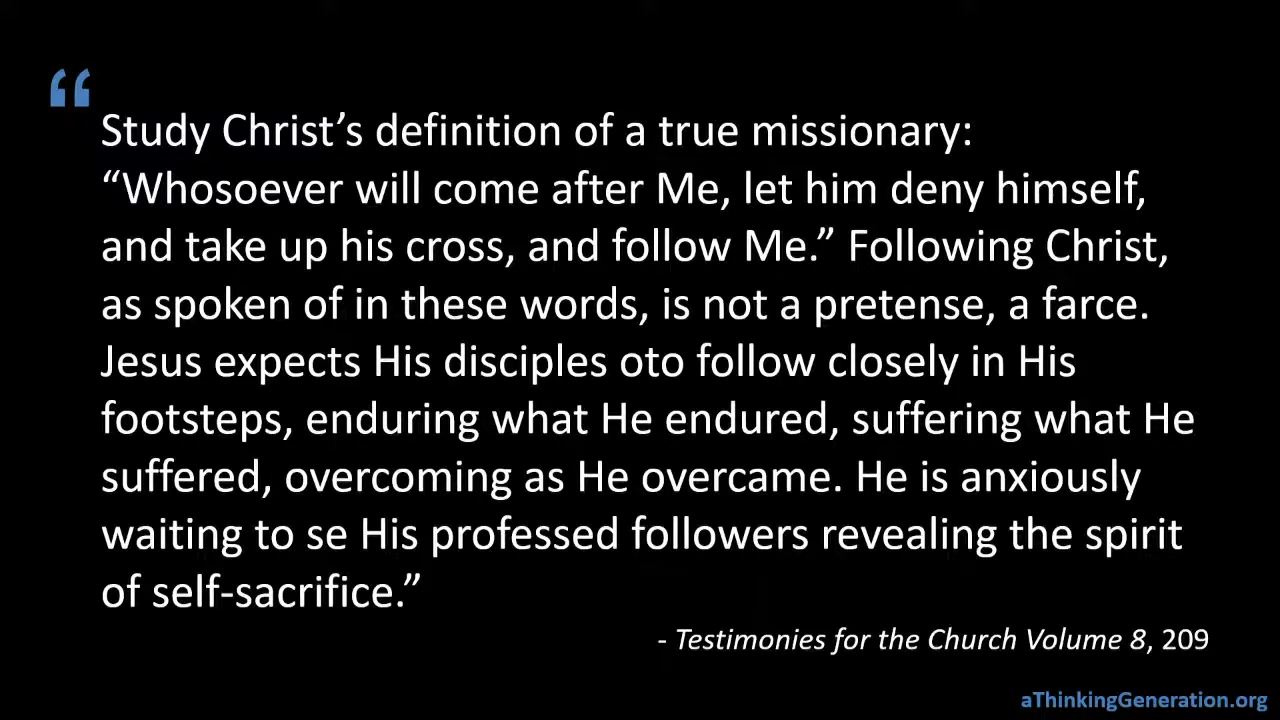 “
Study Christ’s definition of a true missionary:
“Whosoever will come after Me, let him deny himself,
and take up his cross, and follow Me.” Following Christ,
as spoken of in these words, is not a pretense, a farce.
Jesus expects His disciples oto follow closely in His
footsteps, enduring what He endured, suffering what He
suffered, overcoming as He overcame. He is anxiously
waiting to se His professed followers revealing the spirit
of self-sacrifice.”
- Testimonies for the Church Volume 8, 209
aThinkingGeneration.org